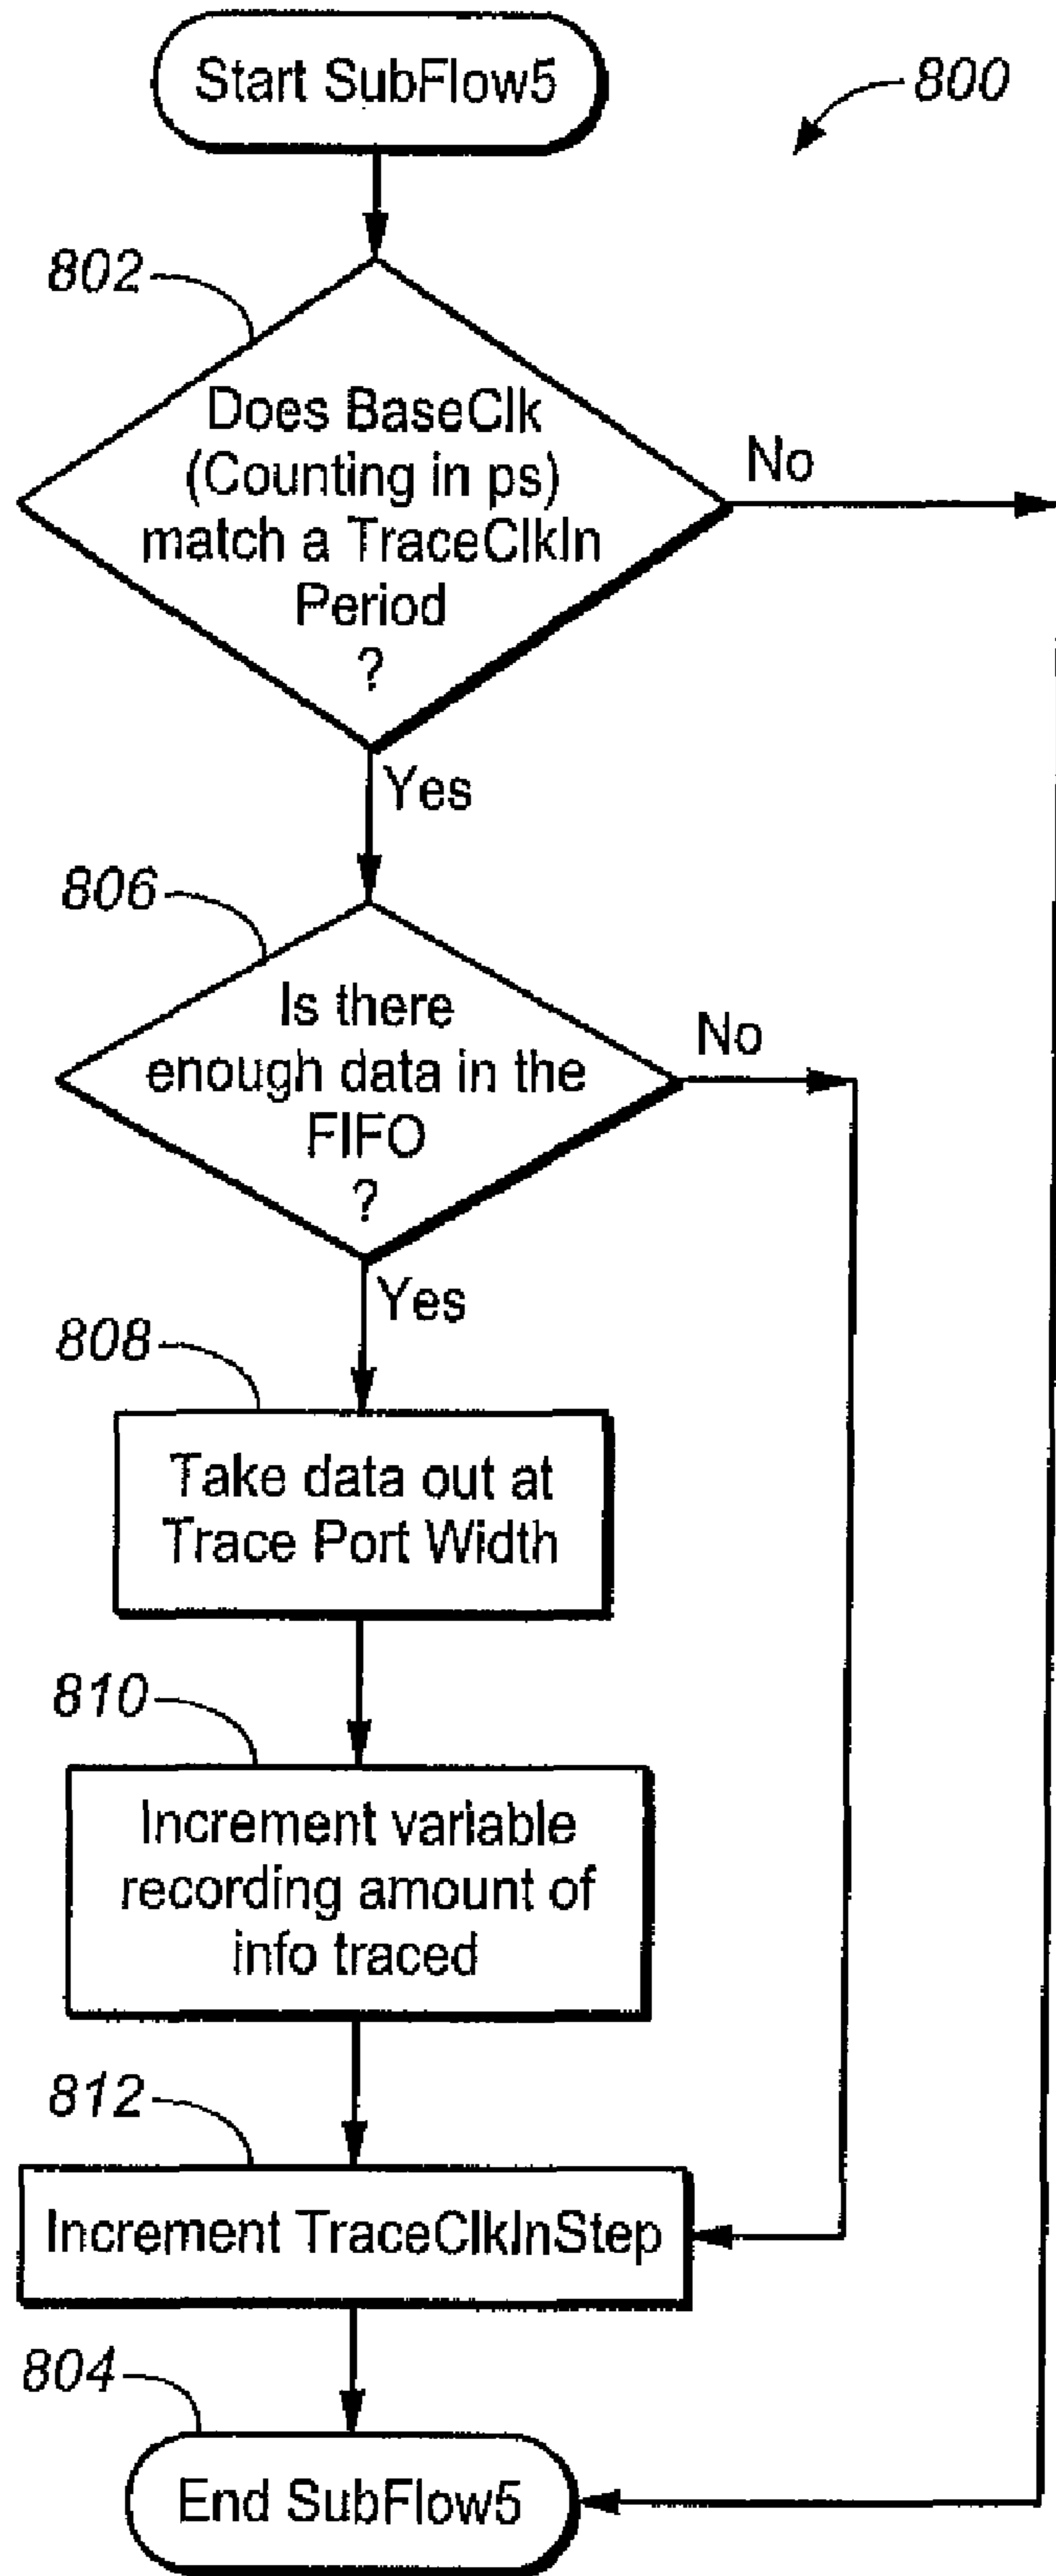 Start SubFlow5
800
802
Does BaseClk
(Counting in ps)
match a TraceClkIn
Period
?
No
Yes
806
Is there
enough data in the
FIFO
?
No
Yes
808
Take data out at
Trace Port Width
810
Increment variable
recording amount of
info traced
812
Increment TraceClkInStep
804
End SubFlow5